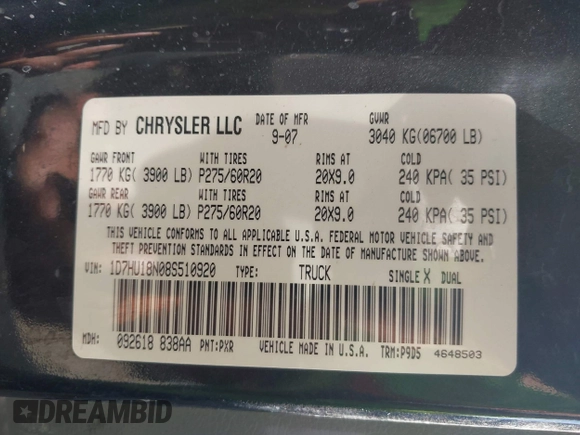 MFD BY CHRYSLER LLC DATE OF MFR 9-07 GVWR 3040 KG(06700 LB)
GAWR FRONT WITH TIRES RIMS AT COLD
1770 KG( 3900 LB) P275/60R20 20X9.0 240 KPA( 35 PSI)
GAWR REAR WITH TIRES RIMS AT COLD
1770 KG( 3900 LB) P275/60R20 20X9.0 240 KPA( 35 PSI)
THIS VEHICLE CONFORMS TO ALL APPLICABLE U.S.A. FEDERAL MOTOR VEHICLE SAFETY AND
THEFT PREVENTION STANDARDS IN EFFECT ON THE DATE OF MANUFACTURE SHOWN ABOVE.
VIN: 1D7HU18N08S510920 TYPE: TRUCK SINGLE X DUAL
MDH: 092618 838AA PNT:PXR VEHICLE MADE IN U.S.A. TRM:P9D5 4648503
DREAMBID